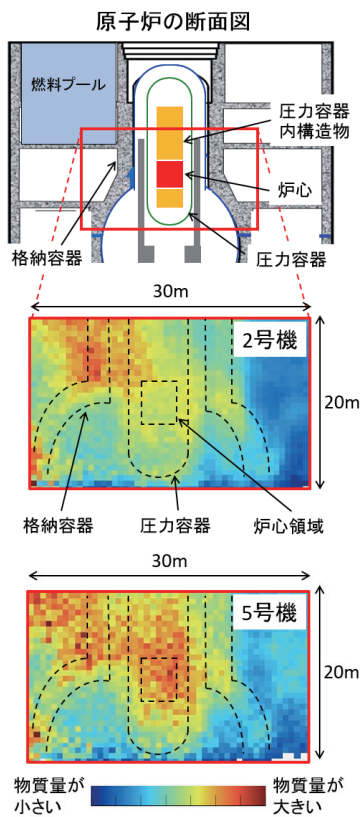 原子炉の断面図
燃料プール
圧力容器
内構造物
炉心
格納容器
圧力容器
30m
2号機
20m
格納容器
圧力容器
炉心領域
30m
5号機
20m
物質量が
小さい
物質量が
大きい